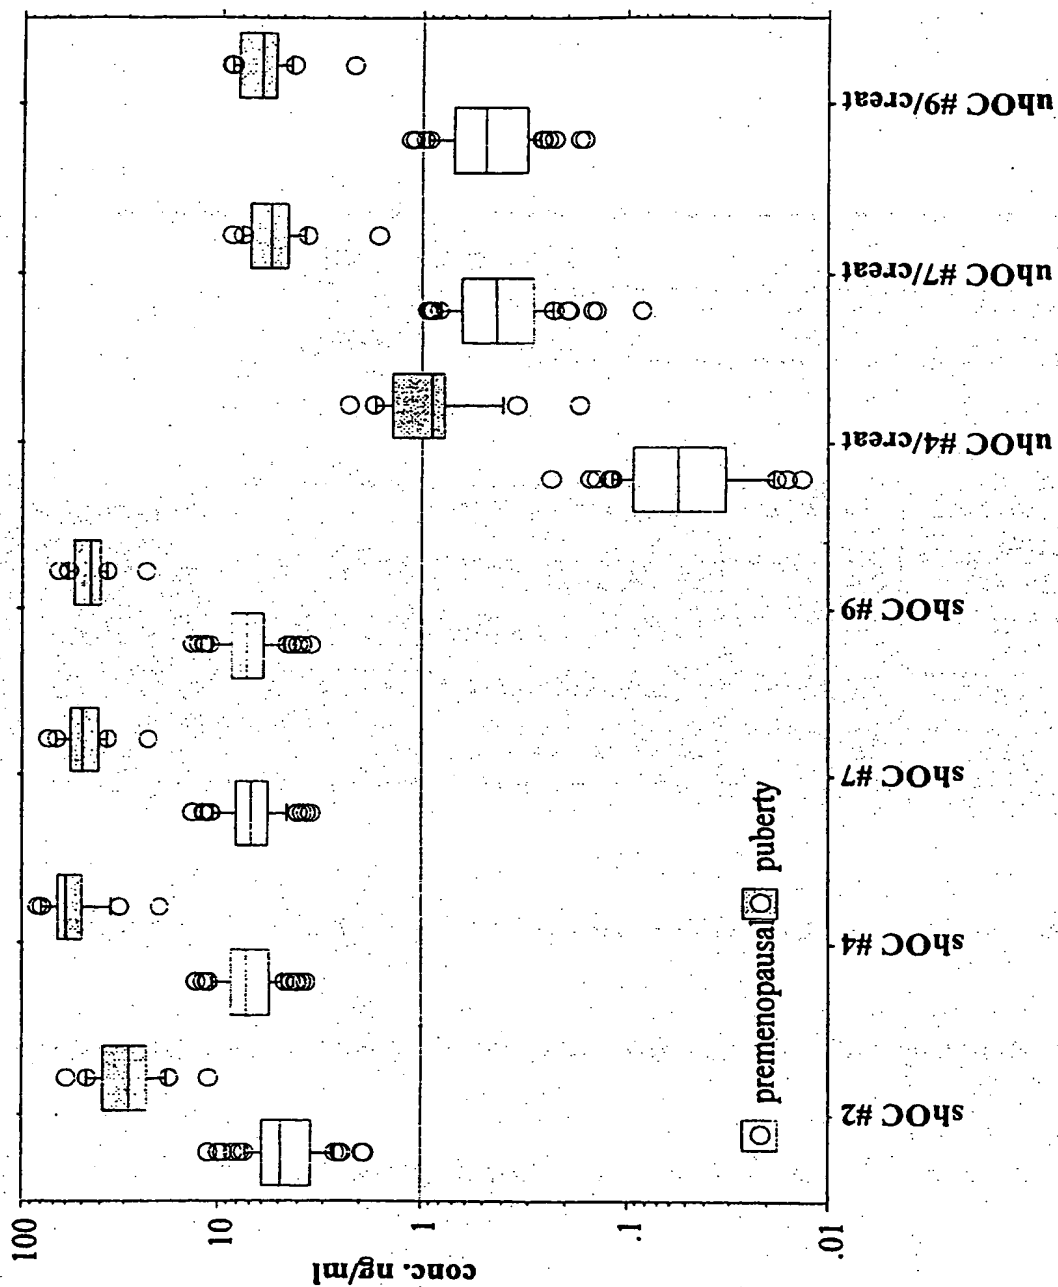 conc. ng/ml
100
10
1
.1
.01
premenopausal puberty
shOC #2
shOC #4
shOC #7
shOC #9
uhOC #4/creat
uhOC #7/creat
uhOC #9/creat